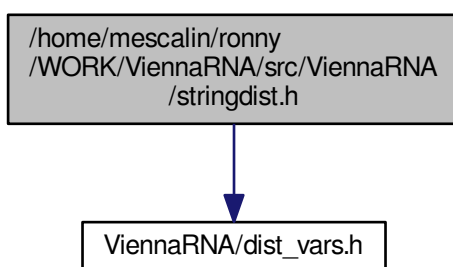 /home/mescalin/ronny
/WORK/ViennaRNA/src/ViennaRNA
/stringdist.h
ViennaRNA/dist_vars.h